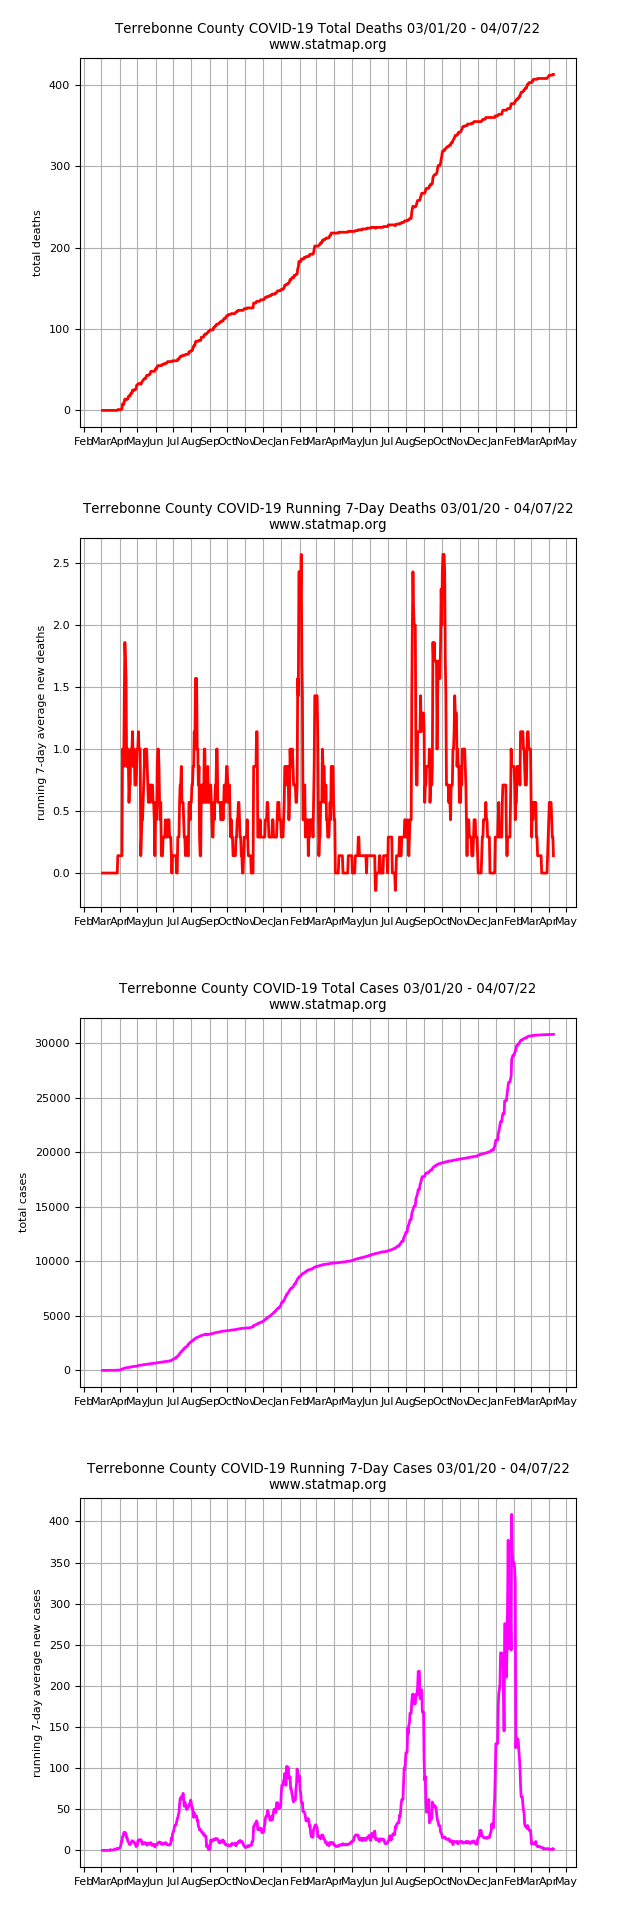 Terrebonne County COVID-19 Total Deaths 03/01/20 - 04/07/22
www.statmap.org
400
300
200
100
0
total deaths
Feb Mar Apr May Jun Jul Aug Sep Oct Nov Dec Jan Feb Mar Apr May Jun Jul Aug Sep Oct Nov Dec Jan Feb Mar Apr May
Terrebonne County COVID-19 Running 7-Day Deaths 03/01/20 - 04/07/22
www.statmap.org
2.5
2.0
1.5
1.0
0.5
0.0
running 7-day average new deaths
Feb Mar Apr May Jun Jul Aug Sep Oct Nov Dec Jan Feb Mar Apr May Jun Jul Aug Sep Oct Nov Dec Jan Feb Mar Apr May
Terrebonne County COVID-19 Total Cases 03/01/20 - 04/07/22
www.statmap.org
30000
25000
20000
15000
10000
5000
0
total cases
Feb Mar Apr May Jun Jul Aug Sep Oct Nov Dec Jan Feb Mar Apr May Jun Jul Aug Sep Oct Nov Dec Jan Feb Mar Apr May
Terrebonne County COVID-19 Running 7-Day Cases 03/01/20 - 04/07/22
www.statmap.org
400
350
300
250
200
150
100
50
0
running 7-day average new cases
Feb Mar Apr May Jun Jul Aug Sep Oct Nov Dec Jan Feb Mar Apr May Jun Jul Aug Sep Oct Nov Dec Jan Feb Mar Apr May